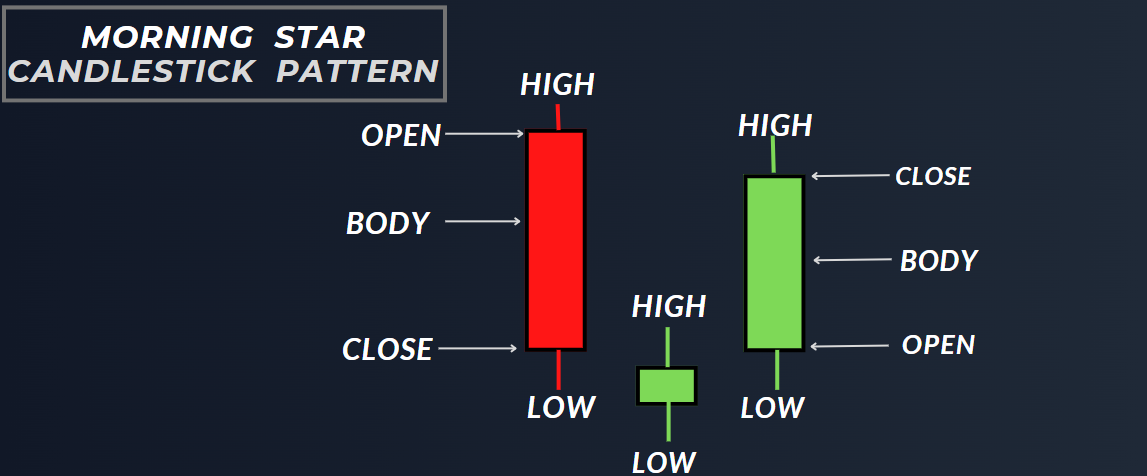 MORNING STAR
CANDLESTICK PATTERN
HIGH
OPEN
BODY
CLOSE
LOW
HIGH
LOW
HIGH
CLOSE
BODY
OPEN
LOW